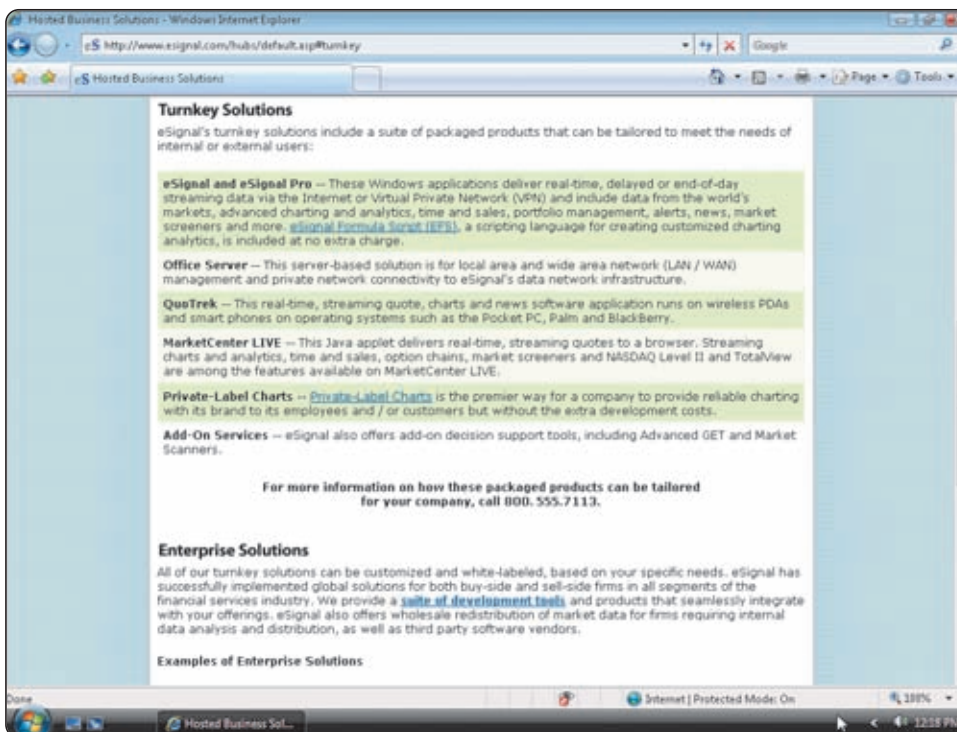 Hosted Business Solutions - Windows Internet Explorer
eS http://www.esignal.com/hubs/default.asp#turnkey
Google
eS Hosted Business Solutions
Page
Tools
Turnkey Solutions
eSignal's turnkey solutions include a suite of packaged products that can be tailored to meet the needs of
internal or external users:
eSignal and eSignal Pro -- These Windows applications deliver real-time, delayed or end-of-day
streaming data via the Internet or Virtual Private Network (VPN) and include data from the world's
markets, advanced charting and analytics, time and sales, portfolio management, alerts, news, market
screeners and more. eSignal Formula Script (EFS), a scripting language for creating customized charting
analytics, is included at no extra charge.
Office Server -- This server-based solution is for local area and wide area network (LAN / WAN)
management and private network connectivity to eSignal's data network infrastructure.
QuoTrek -- This real-time, streaming quote, charts and news software application runs on wireless PDAs
and smart phones on operating systems such as the Pocket PC, Palm and BlackBerry.
MarketCenter LIVE -- This Java applet delivers real-time, streaming quotes to a browser. Streaming
charts and analytics, time and sales, option chains, market screeners and NASDAQ Level II and TotalView
are among the features available on MarketCenter LIVE.
Private-Label Charts -- Private-Label Charts is the premier way for a company to provide reliable charting
with its brand to its employees and / or customers but without the extra development costs.
Add-On Services -- eSignal also offers add-on decision support tools, including Advanced GET and Market
Scanners.
For more information on how these packaged products can be tailored
for your company, call 800. 555.7113.
Enterprise Solutions
All of our turnkey solutions can be customized and white-labeled, based on your specific needs. eSignal has
successfully implemented global solutions for both buy-side and sell-side firms in all segments of the
financial services industry. We provide a suite of development tools and products that seamlessly integrate
with your offerings. eSignal also offers wholesale redistribution of market data for firms requiring internal
data analysis and distribution, as well as third party software vendors.
Examples of Enterprise Solutions
Done
Internet | Protected Mode: On
100%
Hosted Business Sol...
12:18 PM